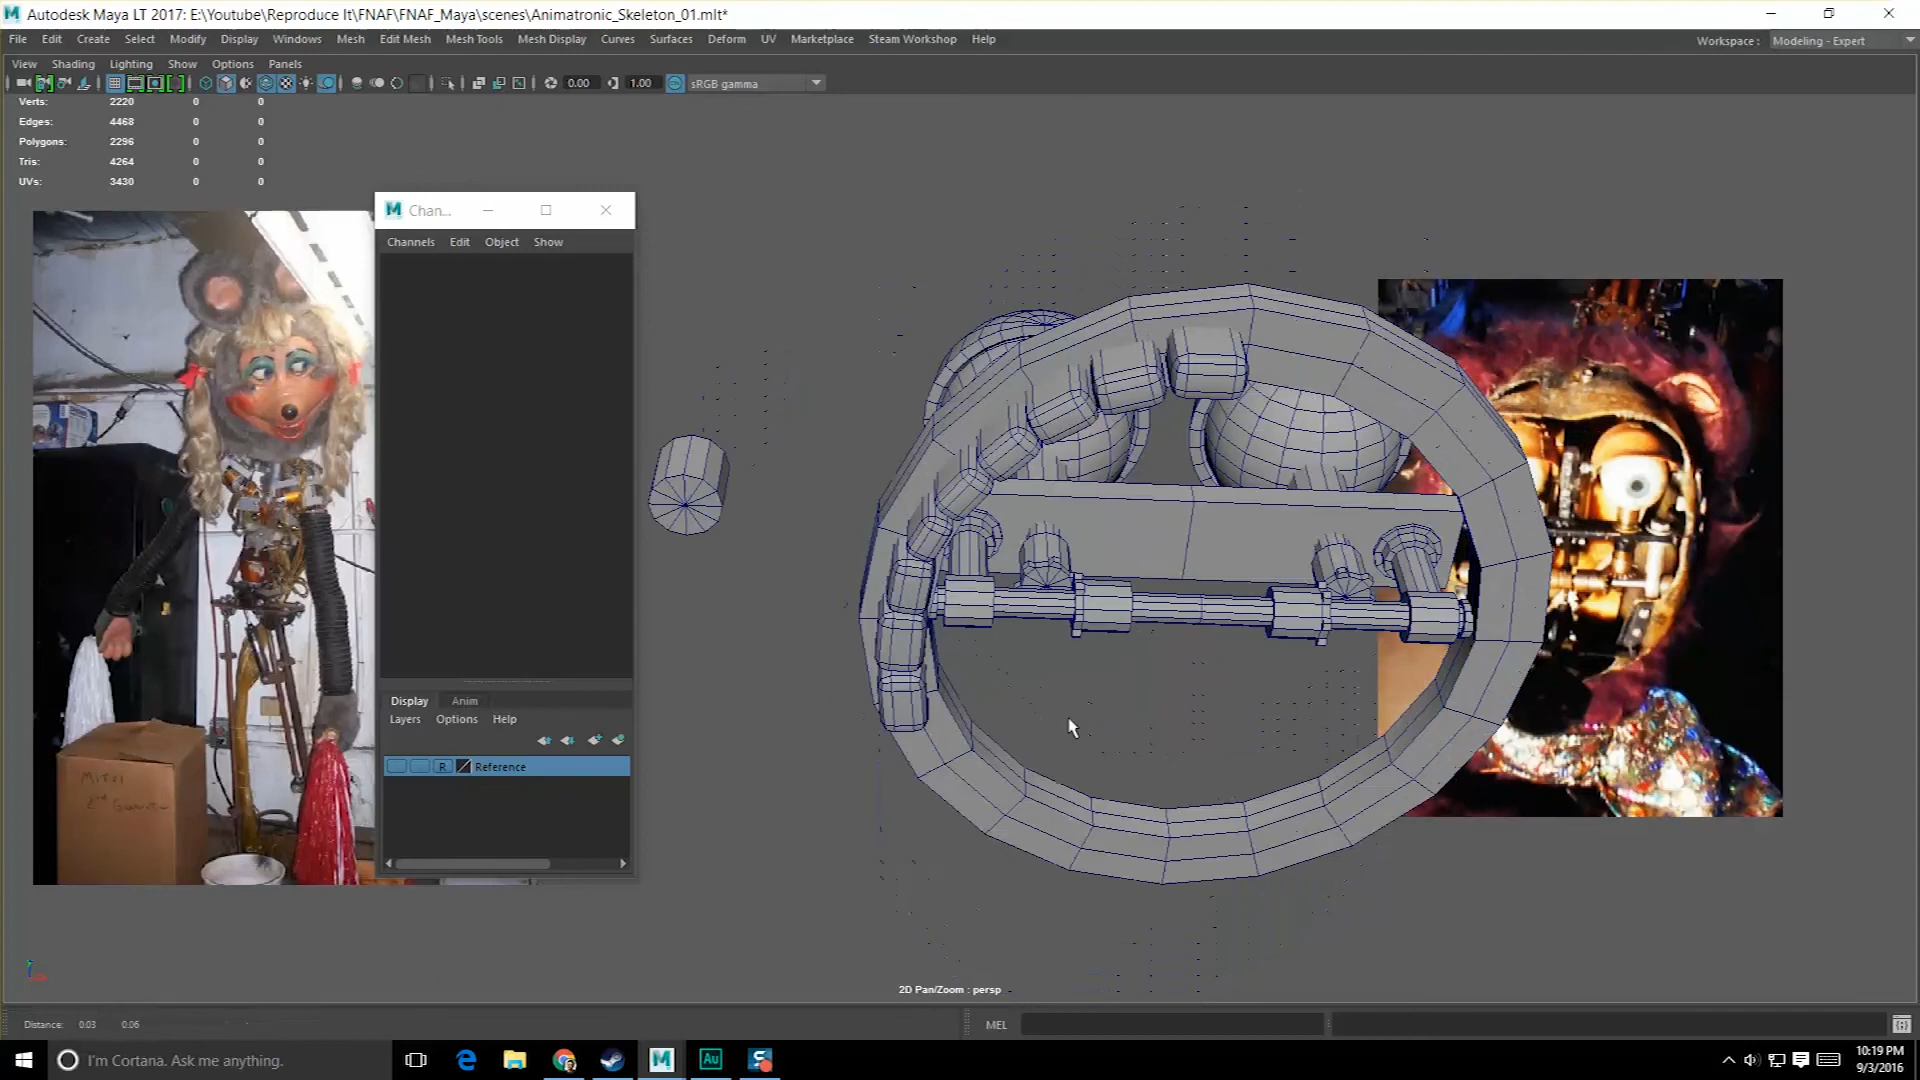 Autodesk Maya LT 2017: E:\Youtube\Reproduce It\FNAF\FNAF_Maya\scenes\Animatronic_Skeleton_01.mlt*
File Edit Create Select Modify Display Windows Mesh Edit Mesh Mesh Tools Mesh Display Curves Surfaces Deform UV Marketplace Steam Workshop Help
Workspace : Modeling - Expert
View Shading Lighting Show Options Panels
0.00 1.00 sRGB gamma
Verts: 2220 0 0
Edges: 4468 0 0
Polygons: 2296 0 0
Tris: 4264 0 0
UVs: 3430 0 0
Chan...
Channels Edit Object Show
Display Anim
Layers Options Help
R Reference
MITZI
2nd
2D Pan/Zoom : persp
Distance: 0.03 0.06
MEL
I'm Cortana. Ask me anything.
Au
10:19 PM
9/3/2016